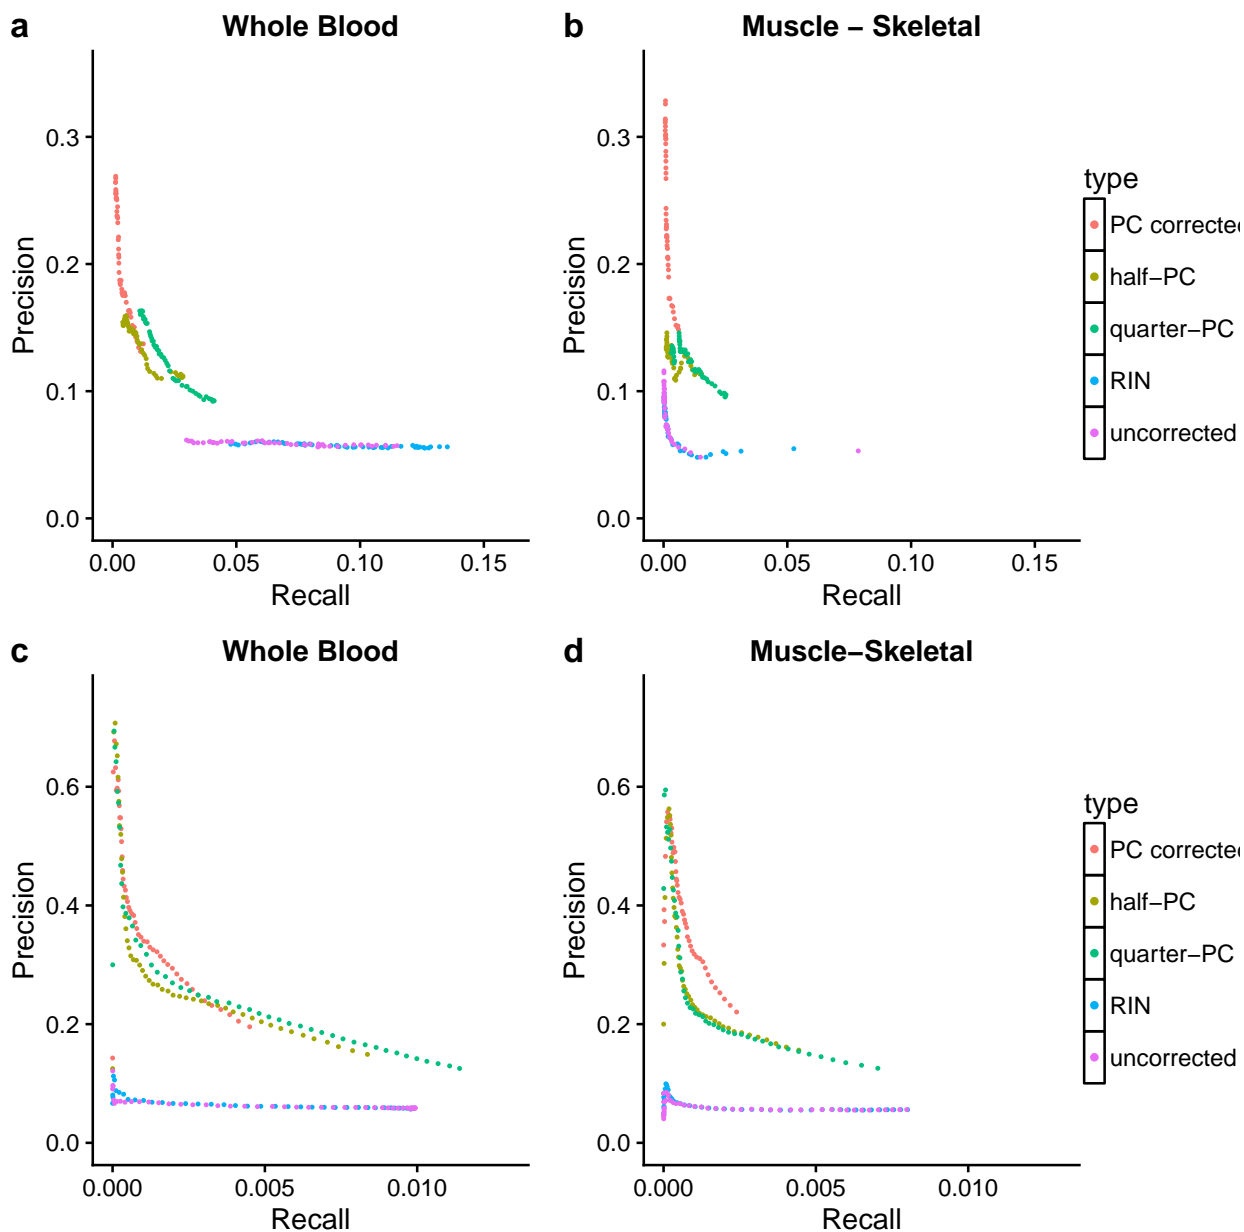 a
Whole Blood
Precision
0.3
0.2
0.1
0.0
0.00 0.05 0.10 0.15
Recall
b
Muscle − Skeletal
Precision
0.3
0.2
0.1
0.0
0.00 0.05 0.10 0.15
Recall
type
PC corrected
half−PC
quarter−PC
RIN
uncorrected
c
Whole Blood
Precision
0.6
0.4
0.2
0.0
0.000 0.005 0.010
Recall
d
Muscle−Skeletal
Precision
0.6
0.4
0.2
0.0
0.000 0.005 0.010
Recall
type
PC corrected
half−PC
quarter−PC
RIN
uncorrected